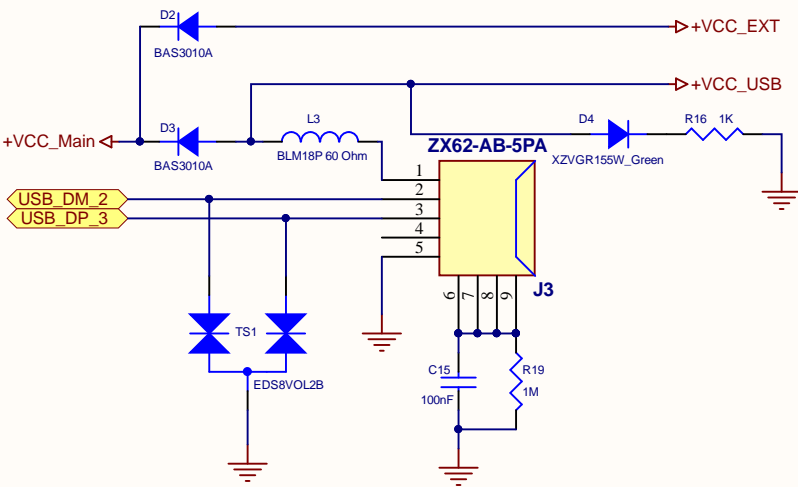 D2
+VCC_EXT
BAS3010A
+VCC_USB
L3
D3
D4
R16 1K
+VCC_Main
ZX62-AB-5PA
BLM18P 60 Ohm
XZVGR155W_Green
BAS3010A
1
USB_DM_2
2
USB_DP_3
3
4
5
6
7
8
9
J3
TS1
C15
R19
EDS8VOL2B
1M
100nF